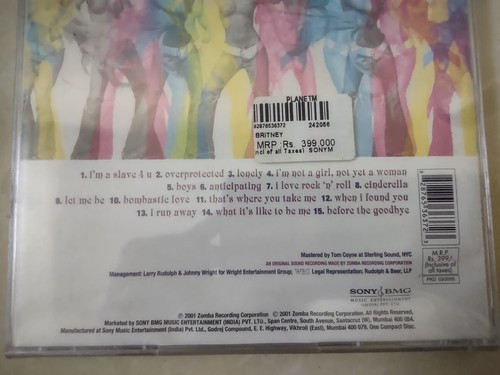 PLANETM
82876536372 242056
BRITNEY
MRP :Rs. 399.000
ncl of all Taxes) SONYM
1. i'm a slave 4 u 2. overprotected 3. lonely 4. i'm not a girl, not yet a woman
5. boys 6. anticipating 7. i love rock 'n' roll 8. cinderella
9. let me be 10. bombastic love 11. that's where you take me 12. when i found you
13. i run away 14. what it's like to be me 15. before the goodbye
Mastered by Tom Coyne at Sterling Sound, NYC
AN ORIGINAL SOUND RECORDING MADE BY ZOMBA RECORDING CORPORATION
Management: Larry Rudolph & Johnny Wright for Wright Entertainment Group; WEG Legal Representation: Rudolph & Beer, LLP
M.R.P.
Rs. 399/-
(Inclusive of
all taxes)
SONY BMG
MUSIC ENTERTAINMENT
(INDIA) PVT. LTD.
℗ 2001 Zomba Recording Corporation © 2001 Zomba Recording Corporation. All Rights Reserved.
Marketed by SONY BMG MUSIC ENTERTAINMENT (INDIA) PVT. LTD., Span Centre, South Avenue, Santacruz (W), Mumbai 400 054.
Manufactured at Sony Music Entertainment (India) Pvt. Ltd., Godrej Compound, E. E. Highway, Vikhroli (East), Mumbai 400 079. One Compact Disc.